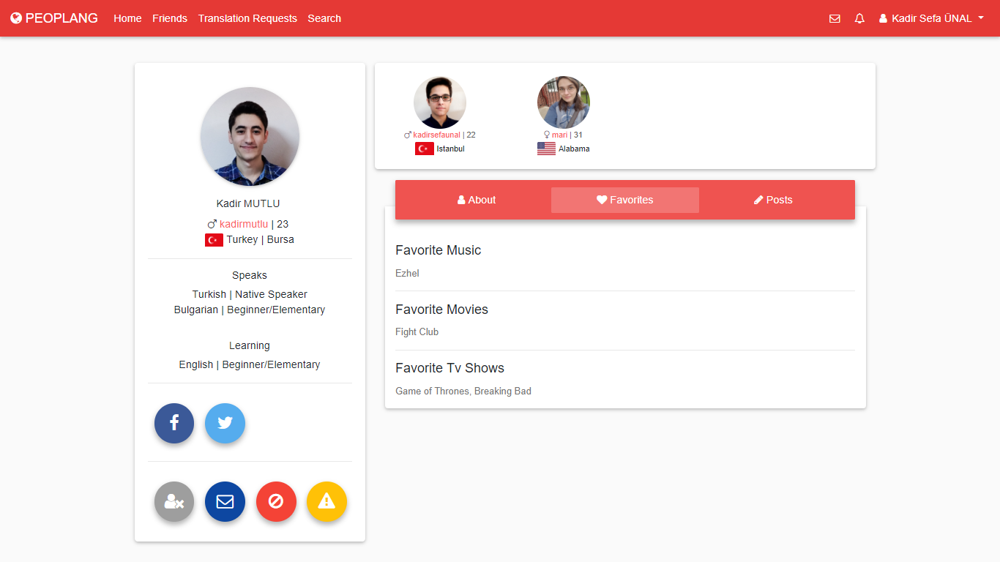 PEOPLANG Home Friends Translation Requests Search Kadir Sefa ÜNAL
Kadir MUTLU
kadirmutlu | 23
Turkey | Bursa
Speaks
Turkish | Native Speaker
Bulgarian | Beginner/Elementary
Learning
English | Beginner/Elementary
kadirsefaunal | 22
Istanbul
mari | 31
Alabama
About Favorites Posts
Favorite Music
Ezhel
Favorite Movies
Fight Club
Favorite Tv Shows
Game of Thrones, Breaking Bad